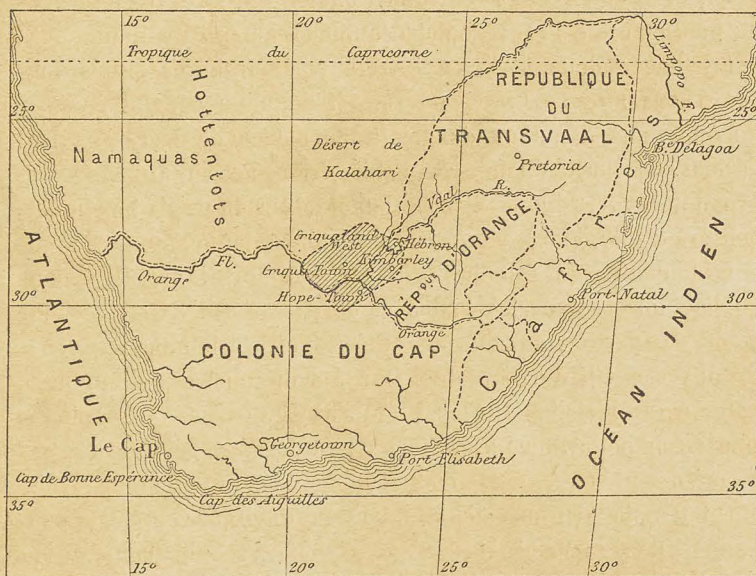 15° 20° 25° 30°
Tropique du Capricorne
Limpopo F.
RÉPUBLIQUE
DU
TRANSVAAL
25° 25°
Hottentots
Namaquas
Désert de
Kalahari
Pretoria
Be Delagoa
Vaal R.
Griqualand
West
Hébron
Kimberley
Griqua Town
Hope-Town
RÉPQUE D'ORANGE
Orange Fl.
Orange
Cafres
Port-Natal
30° 30°
ATLANTIQUE
OCÉAN INDIEN
COLONIE DU CAP
Le Cap
Georgetown
Port-Elisabeth
Cap de Bonne Espérance
Cap des Aiguilles
35° 35°
15° 20° 25° 30°